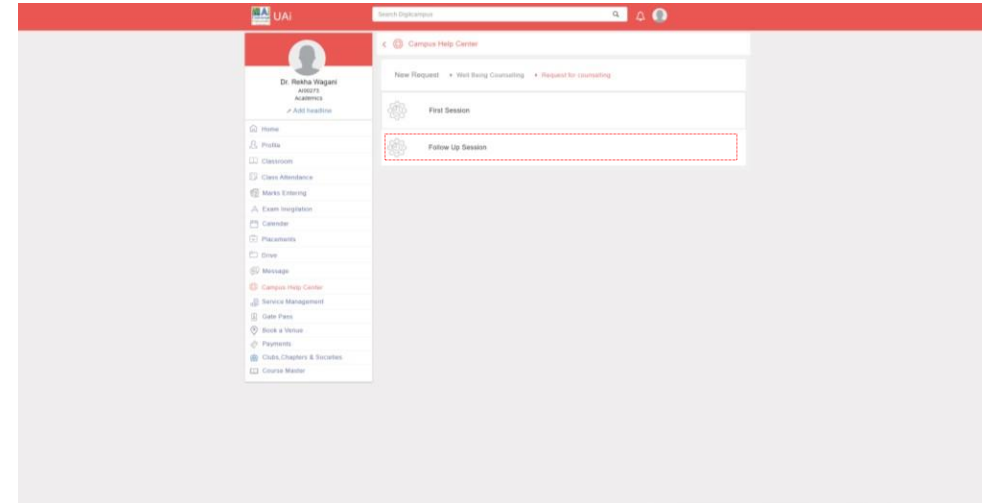 UAi
Search Digicampus
Dr. Rekha Wagani
Academics
Add headline
Home
Profile
Classroom
Class Attendance
Marks Entering
Exam Invigilation
Calendar
Placements
Drive
Message
Campus Help Center
Service Management
Gate Pass
Book a Venue
Payments
Clubs,Chapters & Societies
Course Master
Campus Help Center
New Request Well Being Counselling Request for counselling
First Session
Follow Up Session